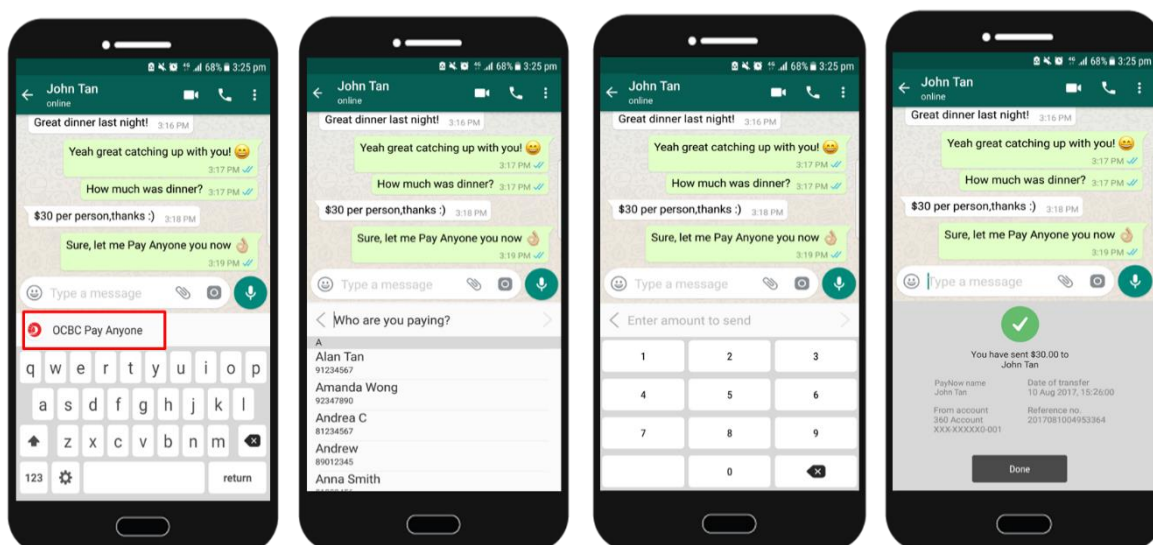 68% 3:25 pm
John Tan
online
Great dinner last night! 3:16 PM
Yeah great catching up with you! 😄
3:17 PM
How much was dinner? 3:17 PM
$30 per person,thanks :) 3:18 PM
Sure, let me Pay Anyone you now 👌
3:19 PM
Type a message
OCBC Pay Anyone
q w e r t y u i o p
a s d f g h j k l
z x c v b n m
123 return
68% 3:25 pm
John Tan
online
Great dinner last night! 3:16 PM
Yeah great catching up with you! 😄
3:17 PM
How much was dinner? 3:17 PM
$30 per person,thanks :) 3:18 PM
Sure, let me Pay Anyone you now 👌
3:19 PM
Type a message
Who are you paying?
A
Alan Tan
91234567
Amanda Wong
92347890
Andrea C
81234567
Andrew
89012345
Anna Smith
68% 3:25 pm
John Tan
online
Great dinner last night! 3:16 PM
Yeah great catching up with you! 😄
3:17 PM
How much was dinner? 3:17 PM
$30 per person,thanks :) 3:18 PM
Sure, let me Pay Anyone you now 👌
3:19 PM
Type a message
Enter amount to send
1 2 3
4 5 6
7 8 9
0
68% 3:25 pm
John Tan
online
Great dinner last night! 3:16 PM
Yeah great catching up with you! 😄
3:17 PM
How much was dinner? 3:17 PM
$30 per person,thanks :) 3:18 PM
Sure, let me Pay Anyone you now 👌
3:19 PM
Type a message
You have sent $30.00 to
John Tan
PayNow name
John Tan
Date of transfer
10 Aug 2017, 15:26:00
From account
360 Account
XXX-XXXXX0-001
Reference no.
2017081004953364
Done